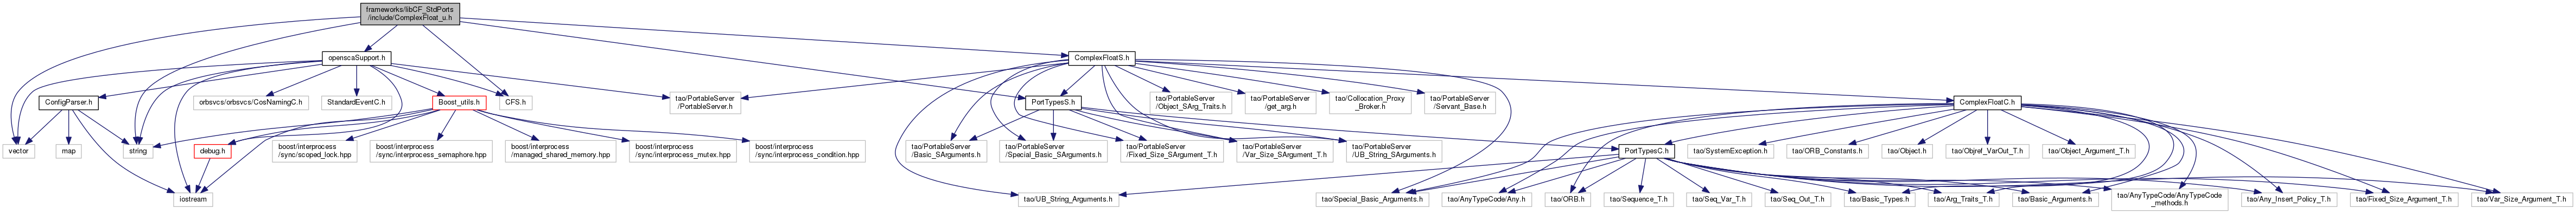 frameworks/libCF_StdPorts
/include/ComplexFloat_u.h
openscaSupport.h
ComplexFloatS.h
ConfigParser.h
orbsvcs/orbsvcs/CosNamingC.h
StandardEventC.h
Boost_utils.h
CFS.h
tao/PortableServer
/PortableServer.h
PortTypesS.h
tao/PortableServer
/Object_SArg_Traits.h
tao/PortableServer
/get_arg.h
tao/Collocation_Proxy
_Broker.h
tao/PortableServer
/Servant_Base.h
ComplexFloatC.h
vector
map
string
debug.h
boost/interprocess
/sync/scoped_lock.hpp
boost/interprocess
/sync/interprocess_semaphore.hpp
boost/interprocess
/managed_shared_memory.hpp
boost/interprocess
/sync/interprocess_mutex.hpp
boost/interprocess
/sync/interprocess_condition.hpp
tao/PortableServer
/Basic_SArguments.h
tao/PortableServer
/Special_Basic_SArguments.h
tao/PortableServer
/Fixed_Size_SArgument_T.h
tao/PortableServer
/Var_Size_SArgument_T.h
tao/PortableServer
/UB_String_SArguments.h
PortTypesC.h
tao/SystemException.h
tao/ORB_Constants.h
tao/Object.h
tao/Objref_VarOut_T.h
tao/Object_Argument_T.h
iostream
tao/UB_String_Arguments.h
tao/Special_Basic_Arguments.h
tao/AnyTypeCode/Any.h
tao/ORB.h
tao/Sequence_T.h
tao/Seq_Var_T.h
tao/Seq_Out_T.h
tao/Basic_Types.h
tao/Arg_Traits_T.h
tao/Basic_Arguments.h
tao/AnyTypeCode/AnyTypeCode
_methods.h
tao/Any_Insert_Policy_T.h
tao/Fixed_Size_Argument_T.h
tao/Var_Size_Argument_T.h